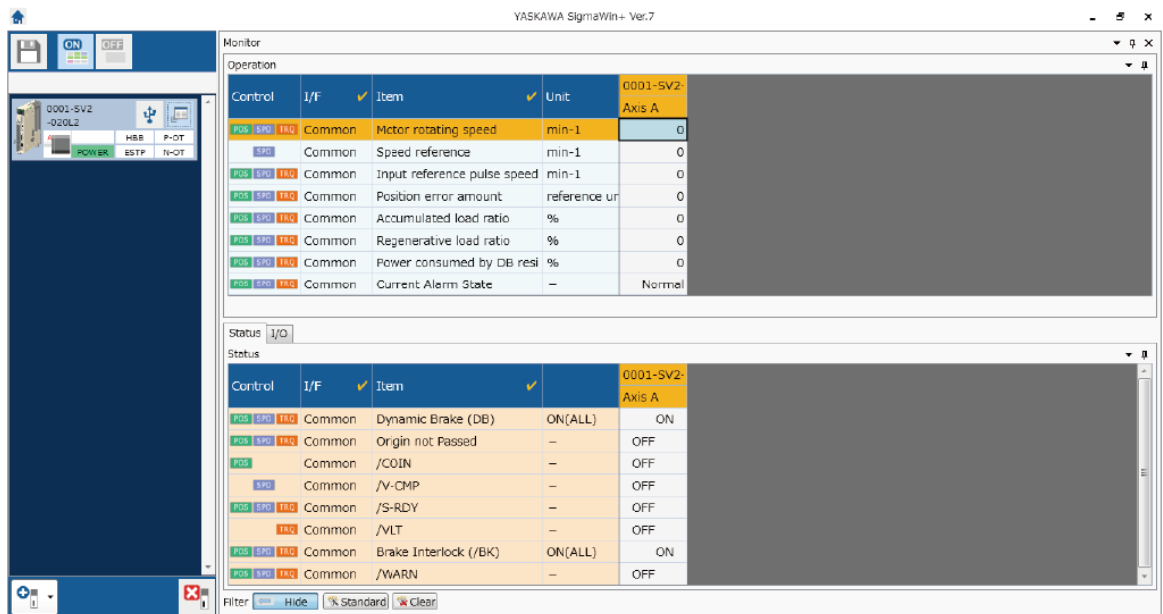 YASKAWA SigmaWin+ Ver.7
ON OFF
Monitor
Operation
Control I/F Item Unit 0001-SV2- Axis A
POS SPD TRQ Common Motor rotating speed min-1 0
SPD Common Speed reference min-1 0
POS SPD TRQ Common Input reference pulse speed min-1 0
POS SPD TRQ Common Position error amount reference ur 0
POS SPD TRQ Common Accumulated load ratio % 0
POS SPD TRQ Common Regenerative load ratio % 0
POS SPD TRQ Common Power consumed by DB resi % 0
POS SPD TRQ Common Current Alarm State – Normal
0001-SV2
-020L2
HBB P-OT
POWER ESTP N-OT
Status I/O
Status
Control I/F Item 0001-SV2- Axis A
POS SPD TRQ Common Dynamic Brake (DB) ON(ALL) ON
POS SPD TRQ Common Origin not Passed – OFF
POS Common /COIN – OFF
SPD Common /V-CMP – OFF
POS SPD TRQ Common /S-RDY – OFF
TRQ Common /VLT – OFF
POS SPD TRQ Common Brake Interlock (/BK) ON(ALL) ON
POS SPD TRQ Common /WARN – OFF
Filter Hide Standard Clear